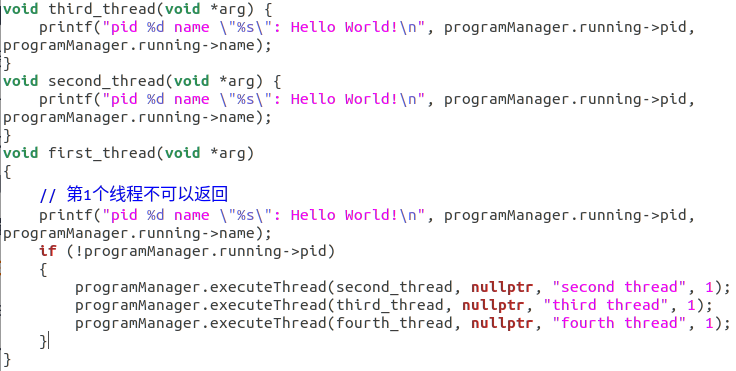 void third_thread(void *arg) {
    printf("pid %d name \"%s\": Hello World!\n", programManager.running->pid,
programManager.running->name);
}
void second_thread(void *arg) {
    printf("pid %d name \"%s\": Hello World!\n", programManager.running->pid,
programManager.running->name);
}
void first_thread(void *arg)
{
    // 第1个线程不可以返回
    printf("pid %d name \"%s\": Hello World!\n", programManager.running->pid,
programManager.running->name);
    if (!programManager.running->pid)
    {
        programManager.executeThread(second_thread, nullptr, "second thread", 1);
        programManager.executeThread(third_thread, nullptr, "third thread", 1);
        programManager.executeThread(fourth_thread, nullptr, "fourth thread", 1);
    }
}